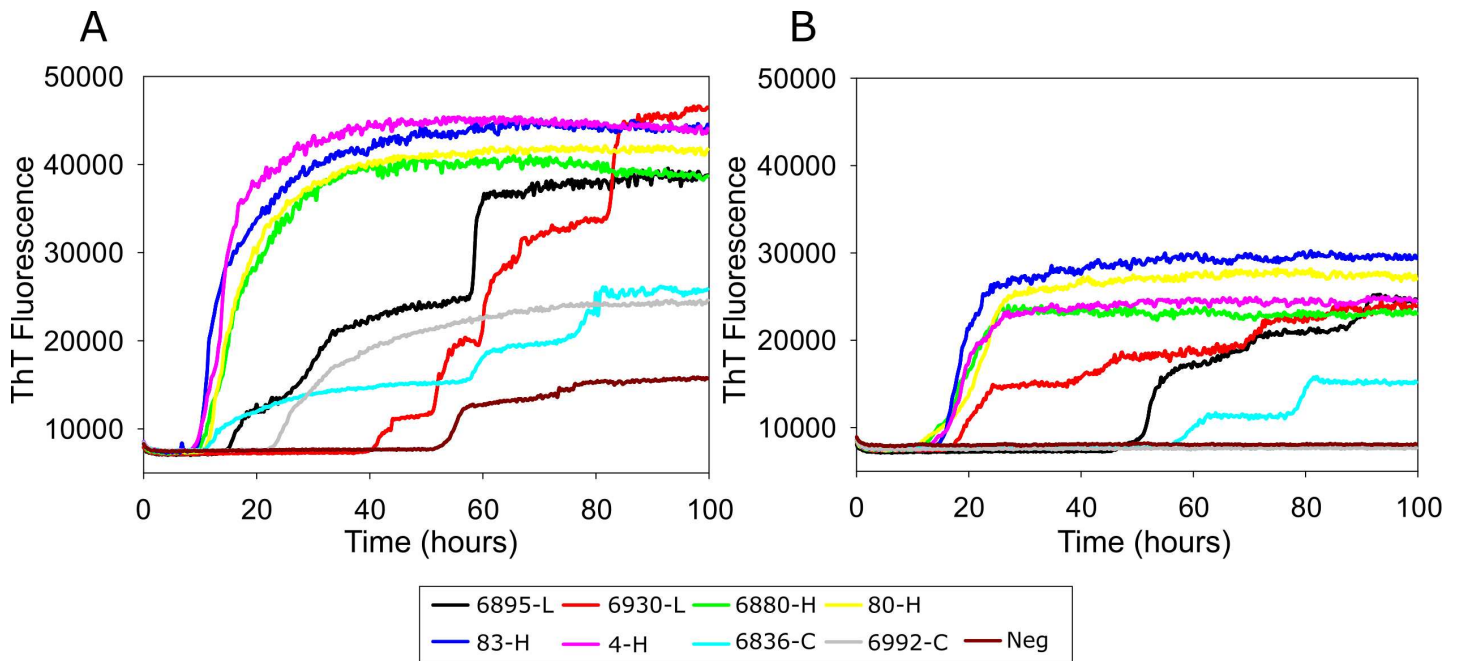 A
B
50000
40000
30000
20000
10000
ThT Fluorescence
0 20 40 60 80 100
Time (hours)
50000
40000
30000
20000
10000
ThT Fluorescence
0 20 40 60 80 100
Time (hours)
6895-L 6930-L 6880-H 80-H
83-H 4-H 6836-C 6992-C Neg